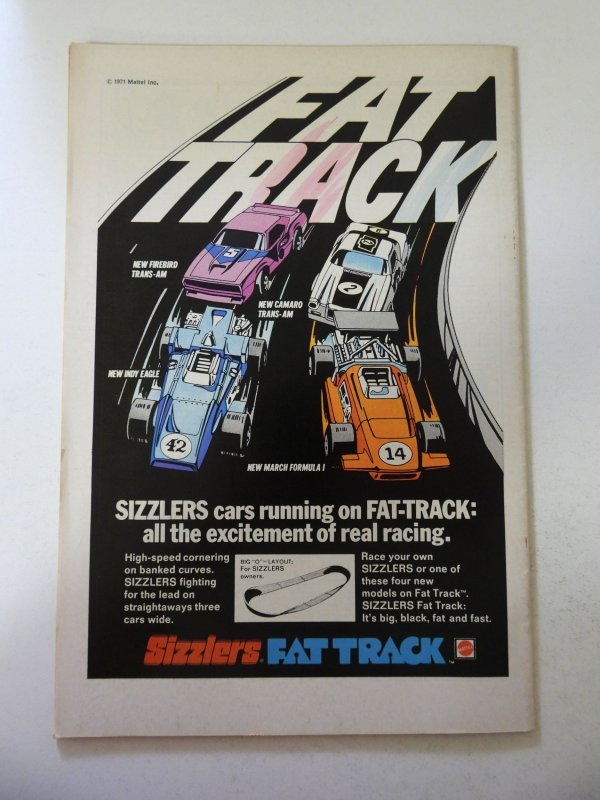 © 1971 Mattel Inc.
FAT
TRACK
5
2
NEW FIREBIRD
TRANS-AM
NEW CAMARO
TRANS-AM
NEW INDY EAGLE
42
14
NEW MARCH FORMULA I
SIZZLERS cars running on FAT-TRACK:
all the excitement of real racing.
High-speed cornering
on banked curves.
SIZZLERS fighting
for the lead on
straightaways three
cars wide.
BIG "O"–LAYOUT:
For SIZZLERS
owners.
Race your own
SIZZLERS or one of
these four new
models on Fat Track™.
SIZZLERS Fat Track:
It's big, black, fat and fast.
Sizzlers® FAT TRACK™ MATTEL